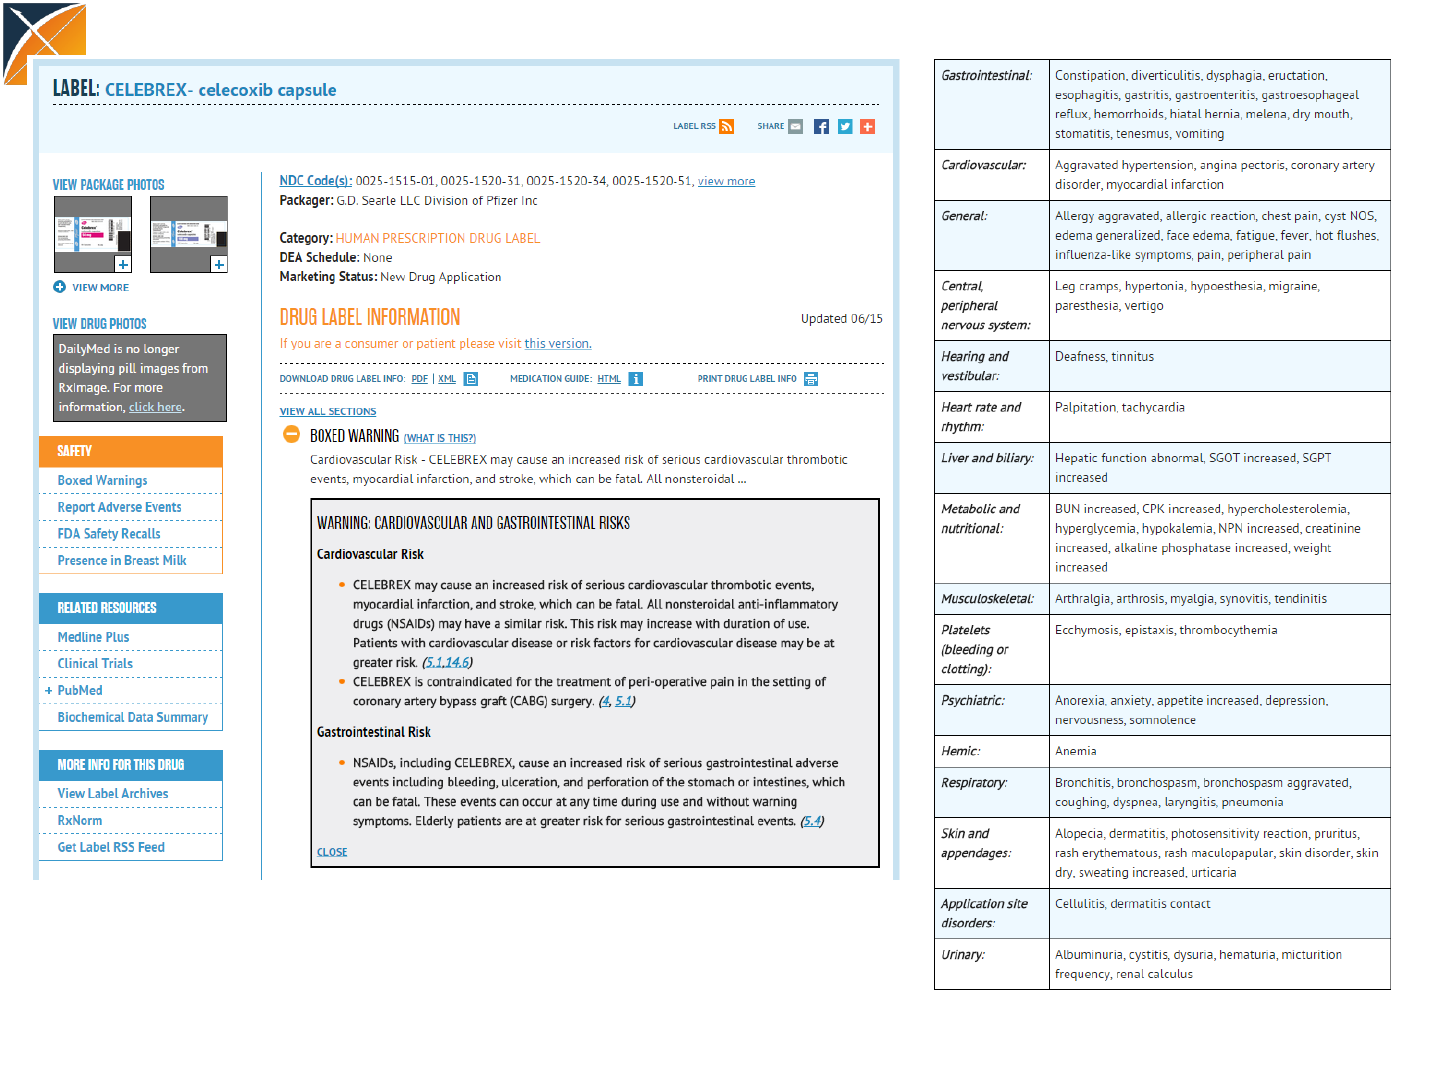 LABEL: CELEBREX- celecoxib capsule
LABEL RSS SHARE
VIEW PACKAGE PHOTOS
VIEW MORE
VIEW DRUG PHOTOS
DailyMed is no longer
displaying pill images from
RxImage. For more
information, click here.
SAFETY
Boxed Warnings
Report Adverse Events
FDA Safety Recalls
Presence in Breast Milk
RELATED RESOURCES
Medline Plus
Clinical Trials
+ PubMed
Biochemical Data Summary
MORE INFO FOR THIS DRUG
View Label Archives
RxNorm
Get Label RSS Feed
NDC Code(s): 0025-1515-01, 0025-1520-31, 0025-1520-34, 0025-1520-51, view more
Packager: G.D. Searle LLC Division of Pfizer Inc
Category: HUMAN PRESCRIPTION DRUG LABEL
DEA Schedule: None
Marketing Status: New Drug Application
DRUG LABEL INFORMATION Updated 06/15
If you are a consumer or patient please visit this version.
DOWNLOAD DRUG LABEL INFO: PDF | XML MEDICATION GUIDE: HTML PRINT DRUG LABEL INFO
VIEW ALL SECTIONS
BOXED WARNING (WHAT IS THIS?)
Cardiovascular Risk - CELEBREX may cause an increased risk of serious cardiovascular thrombotic
events, myocardial infarction, and stroke, which can be fatal. All nonsteroidal ...
WARNING: CARDIOVASCULAR AND GASTROINTESTINAL RISKS
Cardiovascular Risk
• CELEBREX may cause an increased risk of serious cardiovascular thrombotic events,
myocardial infarction, and stroke, which can be fatal. All nonsteroidal anti-inflammatory
drugs (NSAIDs) may have a similar risk. This risk may increase with duration of use.
Patients with cardiovascular disease or risk factors for cardiovascular disease may be at
greater risk. (5.1,14.6)
• CELEBREX is contraindicated for the treatment of peri-operative pain in the setting of
coronary artery bypass graft (CABG) surgery. (4, 5.1)
Gastrointestinal Risk
• NSAIDs, including CELEBREX, cause an increased risk of serious gastrointestinal adverse
events including bleeding, ulceration, and perforation of the stomach or intestines, which
can be fatal. These events can occur at any time during use and without warning
symptoms. Elderly patients are at greater risk for serious gastrointestinal events. (5.4)
CLOSE
Gastrointestinal: Constipation, diverticulitis, dysphagia, eructation,
esophagitis, gastritis, gastroenteritis, gastroesophageal
reflux, hemorrhoids, hiatal hernia, melena, dry mouth,
stomatitis, tenesmus, vomiting
Cardiovascular: Aggravated hypertension, angina pectoris, coronary artery
disorder, myocardial infarction
General: Allergy aggravated, allergic reaction, chest pain, cyst NOS,
edema generalized, face edema, fatigue, fever, hot flushes,
influenza-like symptoms, pain, peripheral pain
Central, Leg cramps, hypertonia, hypoesthesia, migraine,
peripheral paresthesia, vertigo
nervous system:
Hearing and Deafness, tinnitus
vestibular:
Heart rate and Palpitation, tachycardia
rhythm:
Liver and biliary: Hepatic function abnormal, SGOT increased, SGPT
increased
Metabolic and BUN increased, CPK increased, hypercholesterolemia,
nutritional: hyperglycemia, hypokalemia, NPN increased, creatinine
increased, alkaline phosphatase increased, weight
increased
Musculoskeletal: Arthralgia, arthrosis, myalgia, synovitis, tendinitis
Platelets Ecchymosis, epistaxis, thrombocythemia
(bleeding or
clotting):
Psychiatric: Anorexia, anxiety, appetite increased, depression,
nervousness, somnolence
Hemic: Anemia
Respiratory: Bronchitis, bronchospasm, bronchospasm aggravated,
coughing, dyspnea, laryngitis, pneumonia
Skin and Alopecia, dermatitis, photosensitivity reaction, pruritus,
appendages: rash erythematous, rash maculopapular, skin disorder, skin
dry, sweating increased, urticaria
Application site Cellulitis, dermatitis contact
disorders:
Urinary: Albuminuria, cystitis, dysuria, hematuria, micturition
frequency, renal calculus